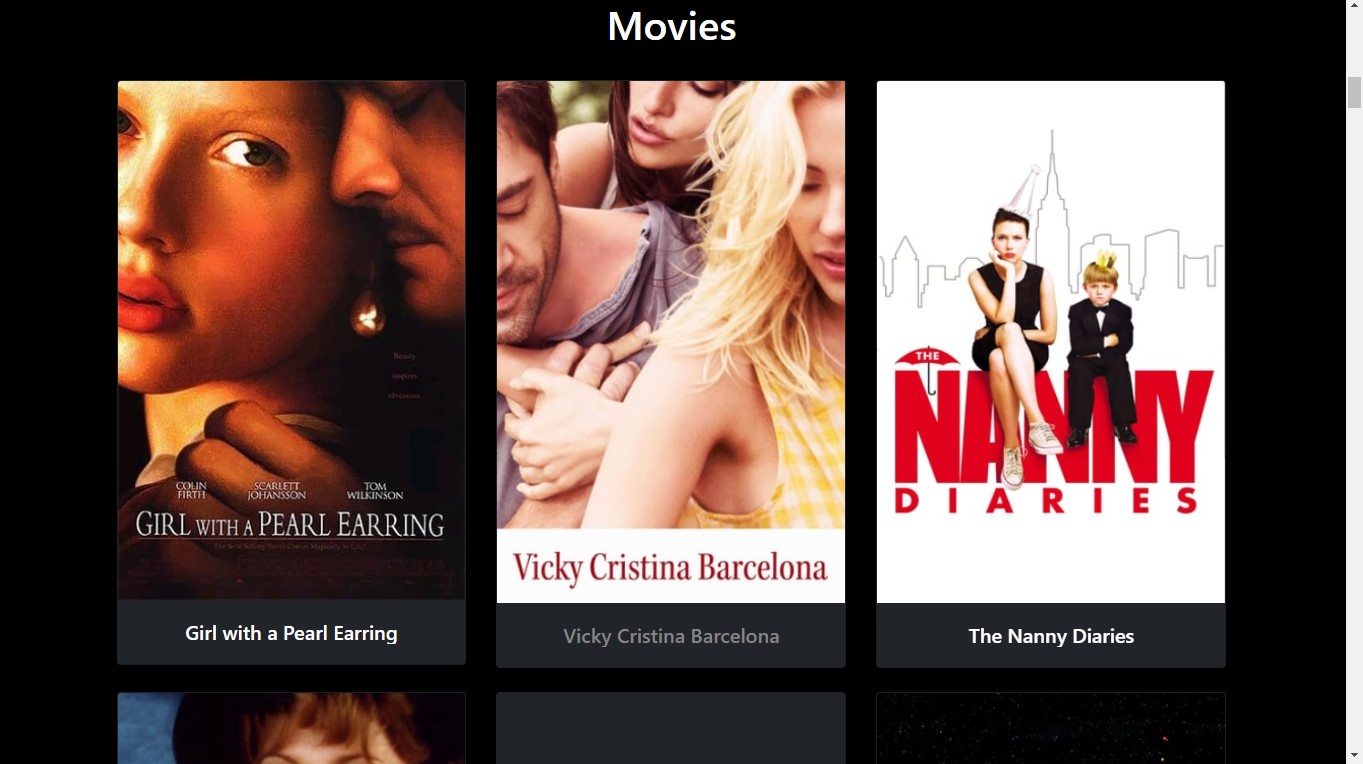 Movies
Beauty
inspires
obsession
COLIN
FIRTH
SCARLETT
JOHANSSON
TOM
WILKINSON
GIRL WITH A PEARL EARRING
Vicky Cristina Barcelona
THE
NANNY
DIARIES
Girl with a Pearl Earring
Vicky Cristina Barcelona
The Nanny Diaries